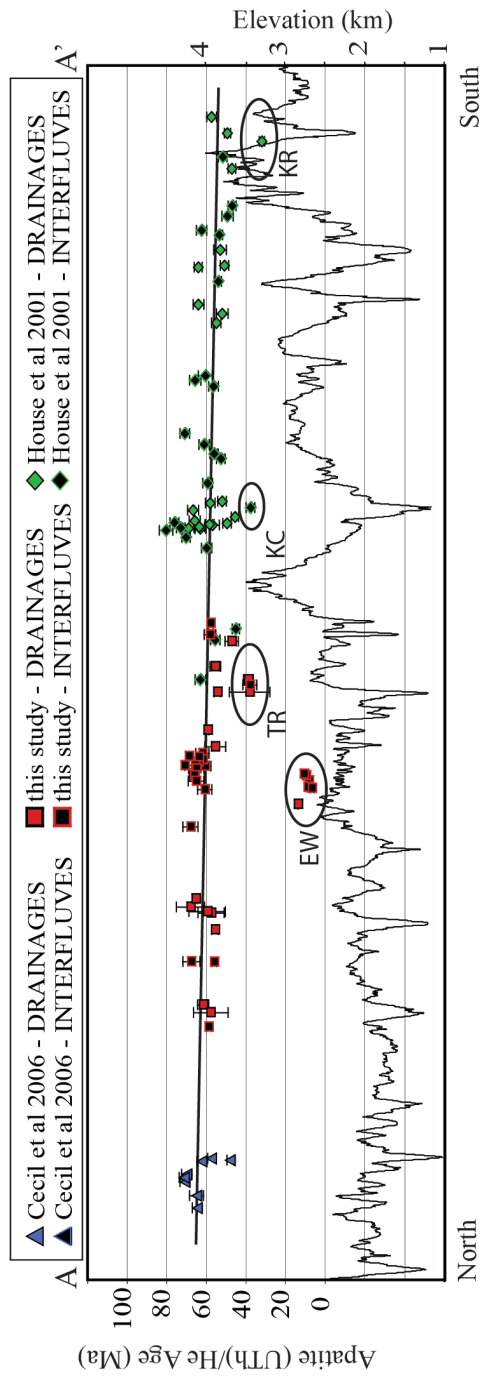 Cecil et al 2006 - DRAINAGES
this study - DRAINAGES
House et al 2001 - DRAINAGES
Cecil et al 2006 - INTERFLUVES
this study - INTERFLUVES
House et al 2001 - INTERFLUVES
A
A'
Apatite (UTh)/He Age (Ma)
100
80
60
40
20
0
Elevation (km)
4
3
2
1
EW
TR
KC
KR
North
South